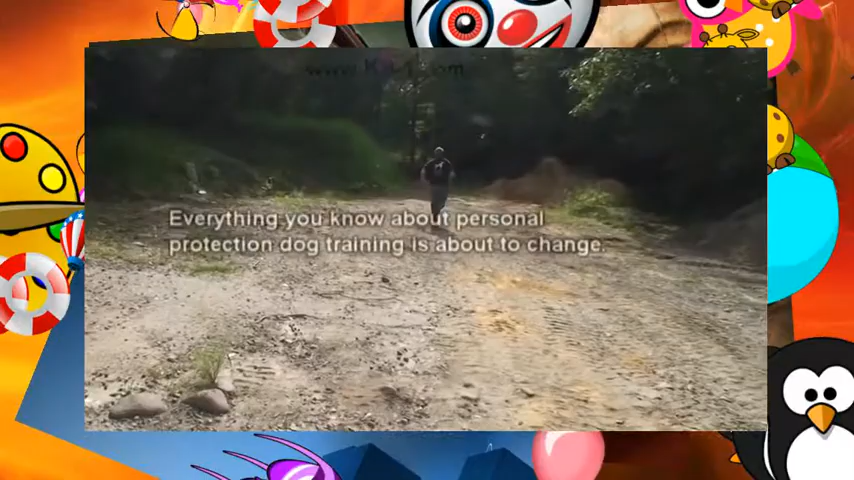 Everything you know about personal
protection dog training is about to change.